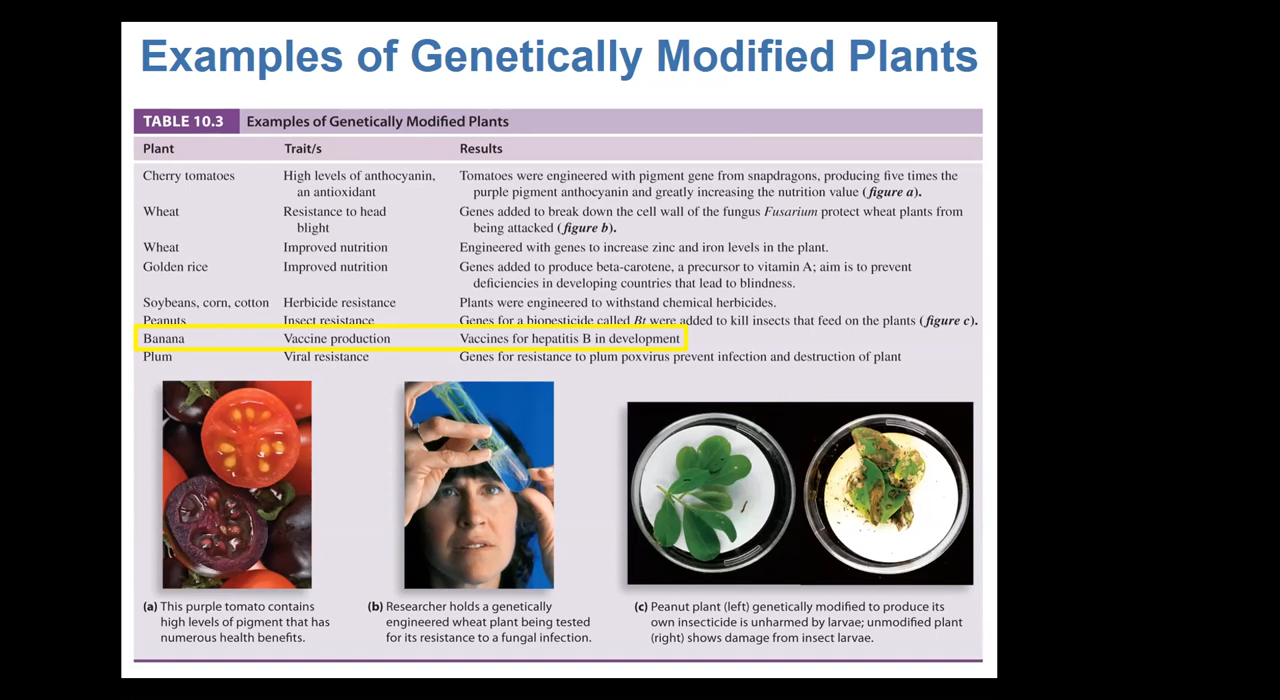 Examples of Genetically Modified Plants
TABLE 10.3 Examples of Genetically Modified Plants
Plant Trait/s Results
Cherry tomatoes High levels of anthocyanin, Tomatoes were engineered with pigment gene from snapdragons, producing five times the
an antioxidant purple pigment anthocyanin and greatly increasing the nutrition value (figure a).
Wheat Resistance to head Genes added to break down the cell wall of the fungus Fusarium protect wheat plants from
blight being attacked (figure b).
Wheat Improved nutrition Engineered with genes to increase zinc and iron levels in the plant.
Golden rice Improved nutrition Genes added to produce beta-carotene, a precursor to vitamin A; aim is to prevent
deficiencies in developing countries that lead to blindness.
Soybeans, corn, cotton Herbicide resistance Plants were engineered to withstand chemical herbicides.
Peanuts Insect resistance Genes for a biopesticide called Bt were added to kill insects that feed on the plants (figure c).
Banana Vaccine production Vaccines for hepatitis B in development
Plum Viral resistance Genes for resistance to plum poxvirus prevent infection and destruction of plant
(a) This purple tomato contains
high levels of pigment that has
numerous health benefits.
(b) Researcher holds a genetically
engineered wheat plant being tested
for its resistance to a fungal infection.
(c) Peanut plant (left) genetically modified to produce its
own insecticide is unharmed by larvae; unmodified plant
(right) shows damage from insect larvae.